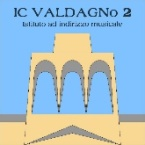 IC VALDAGNo 2
Istituto ad indirizzo musicale